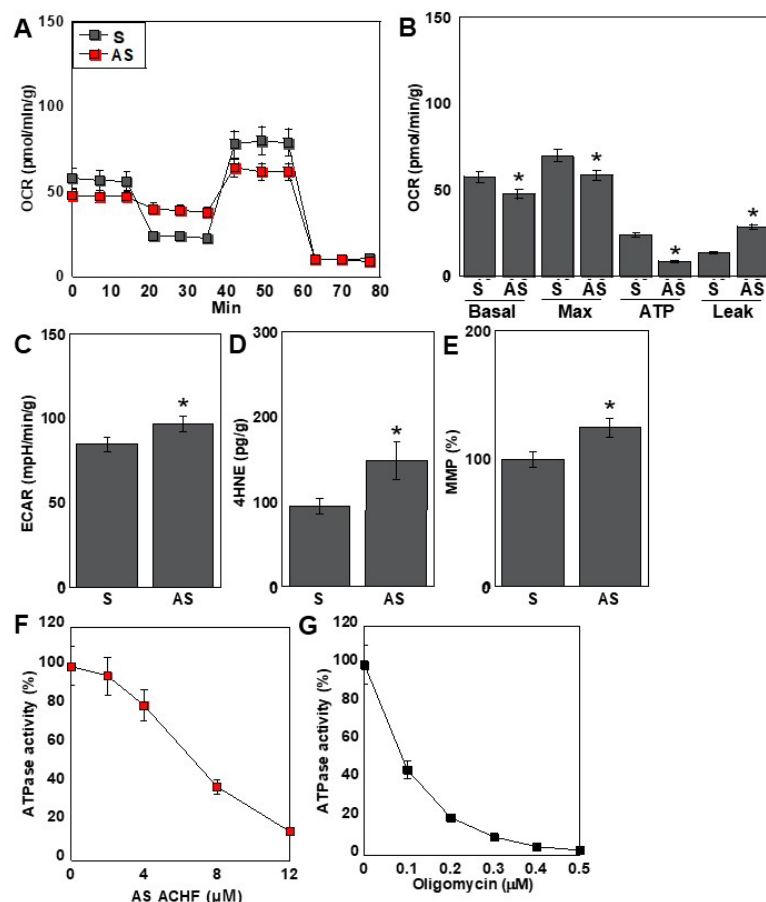 A
S
AS
OCR (pmol/min/g)
150
100
50
0
0 10 20 30 40 50 60 70 80
Min
B
OCR (pmol/min/g)
150
100
50
0
S AS S AS S AS S AS
* * * *
Basal Max ATP Leak
C
ECAR (mpH/min/g)
150
100
50
0
*
S AS
D
4HNE (pg/g)
300
200
100
0
*
S AS
E
MMP (%)
200
100
0
*
S AS
F
ATPase activity (%)
120
100
80
60
40
20
0
0 4 8 12
AS ACHF (µM)
G
ATPase activity (%)
120
100
80
60
40
20
0
0 0.1 0.2 0.3 0.4 0.5
Oligomycin (µM)